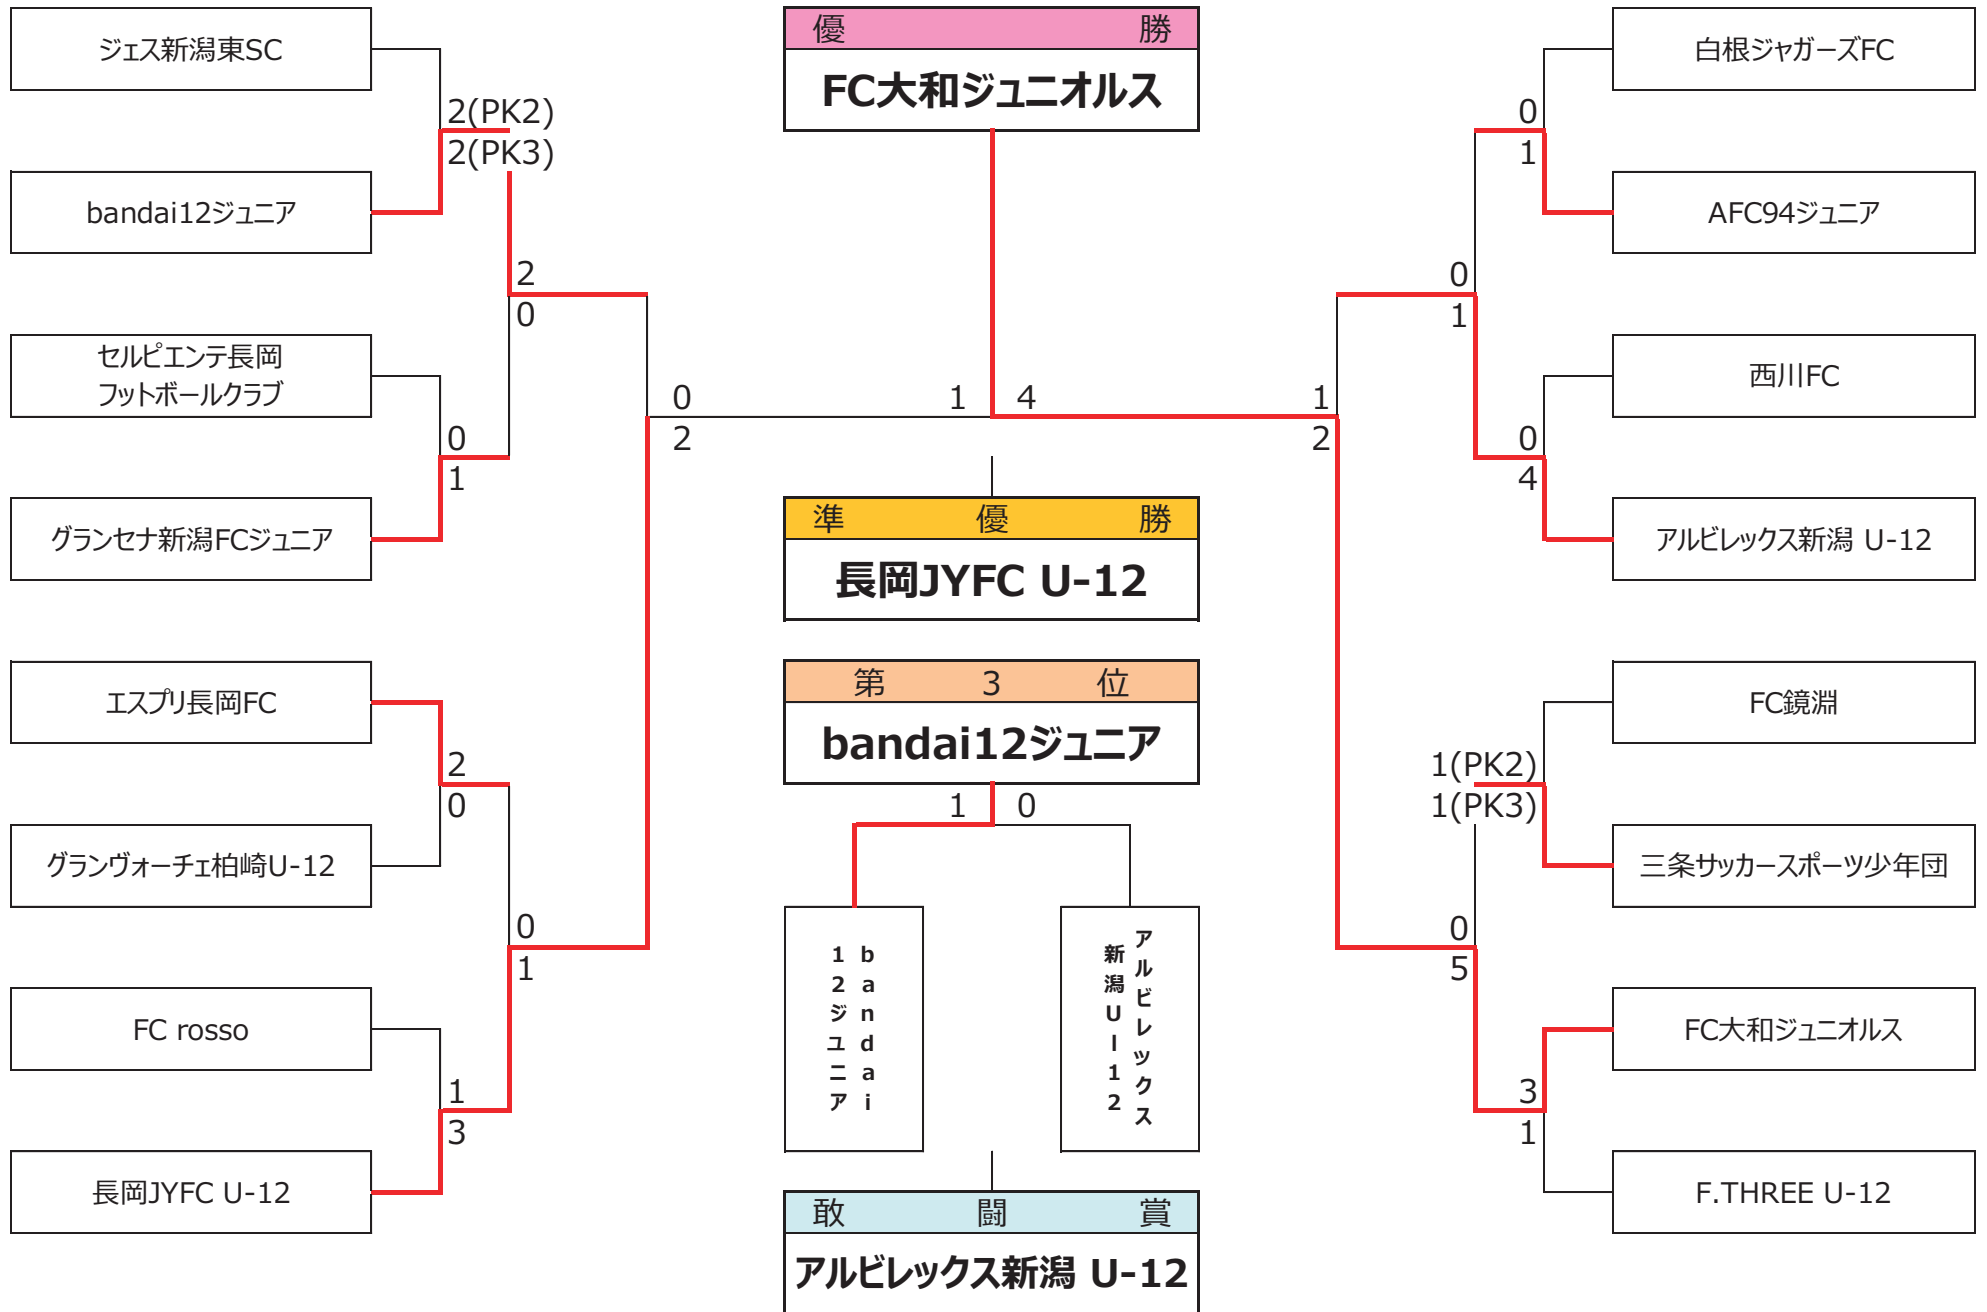 ジェス新潟東SC
2(PK2)
2(PK3)
bandai12ジュニア
2
0
セルピエンテ長岡
フットボールクラブ
0
1
グランセナ新潟FCジュニア
0
2
エスプリ長岡FC
2
0
グランヴォーチェ柏崎U-12
0
1
FC rosso
1
3
長岡JYFC U-12
優勝
FC大和ジュニオルス
1 4
準優勝
長岡JYFC U-12
第3位
bandai12ジュニア
1 0
bandai
12ジュニア
アルビレックス
新潟U-12
敢闘賞
アルビレックス新潟 U-12
白根ジャガーズFC
0
1
AFC94ジュニア
0
1
西川FC
0
4
アルビレックス新潟 U-12
1
2
FC鏡淵
1(PK2)
1(PK3)
三条サッカースポーツ少年団
0
5
FC大和ジュニオルス
3
1
F.THREE U-12